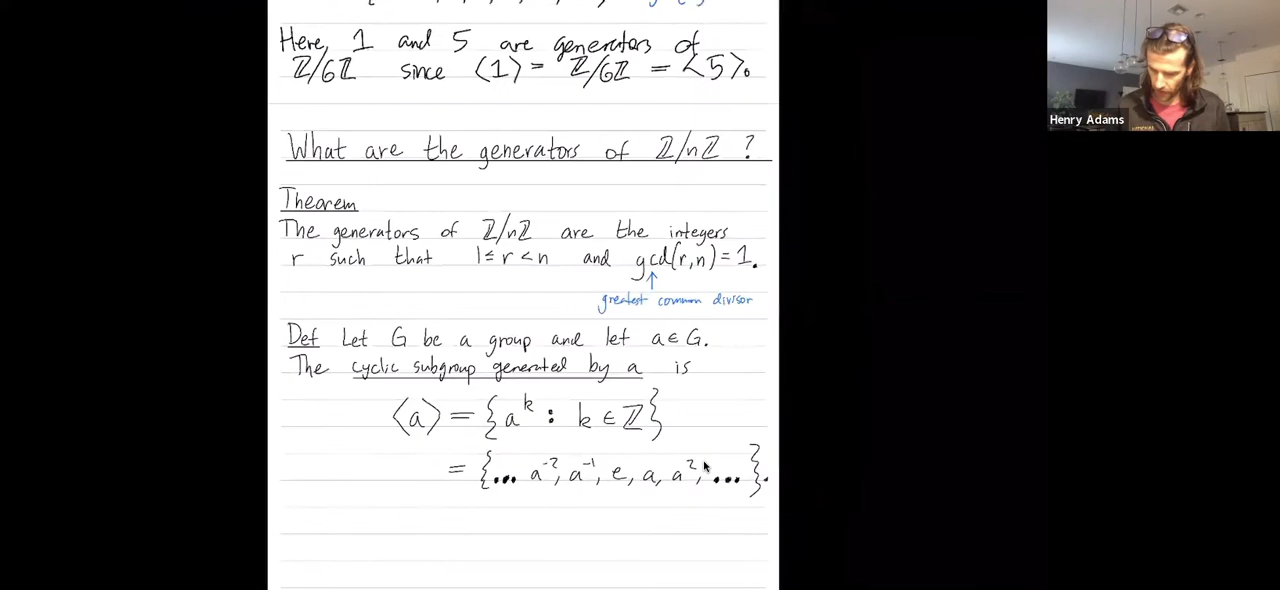 Here, 1 and 5 are generators of
ℤ/6ℤ since ⟨1⟩ = ℤ/6ℤ = ⟨5⟩.
What are the generators of ℤ/nℤ ?
Theorem
The generators of ℤ/nℤ are the integers
r such that 1≤r<n and gcd(r,n)=1.
↑
greatest common divisor
Def Let G be a group and let a∈G.
The cyclic subgroup generated by a is
⟨a⟩ = {aᵏ : k ∈ ℤ}
= {... a⁻², a⁻¹, e, a, a², ...}.
Henry Adams